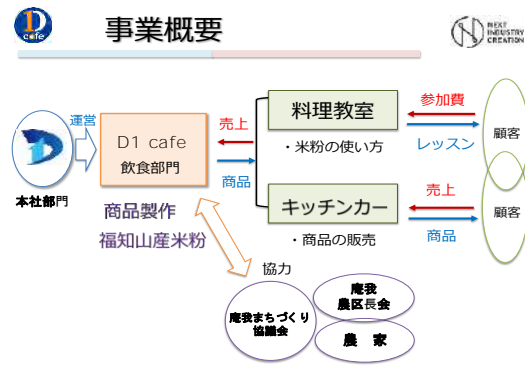 D
cafe
事業概要
NEXT
INDUSTRY
CREATION
運営
本社部門
D1 cafe
飲食部門
商品製作
福知山産米粉
売上
商品
料理教室
・米粉の使い方
キッチンカー
・商品の販売
参加費
レッスン
売上
商品
顧客
顧客
協力
庵我まちづくり
協議会
庵我
農区長会
農 家